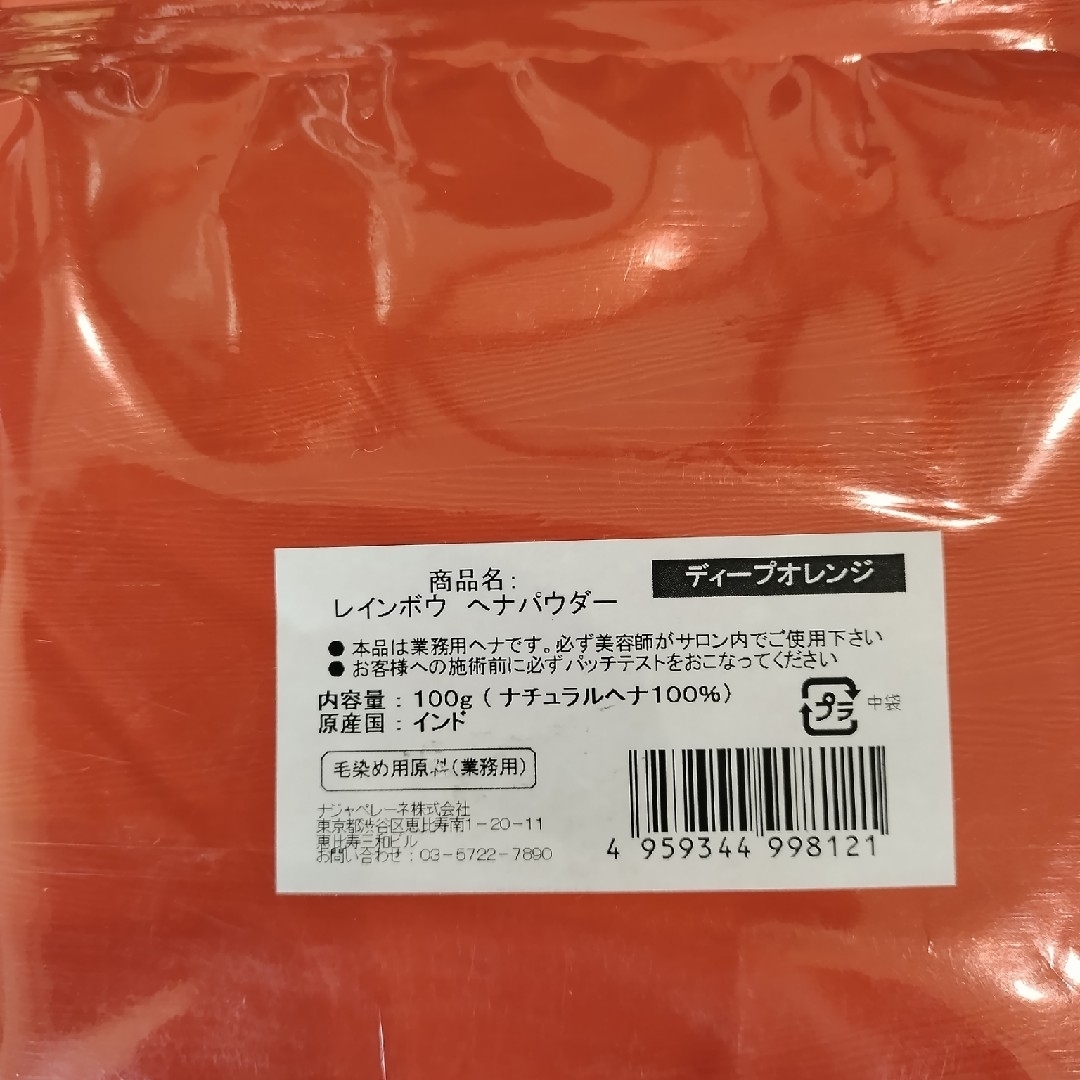 商品名:
ディープオレンジ
レインボウ ヘナパウダー
● 本品は業務用ヘナです。必ず美容師がサロン内でご使用下さい
● お客様への施術前に必ずパッチテストをおこなってください
内容量 : 100g ( ナチュラルヘナ100%)
原産国 : インド
プラ 中袋
毛染め用原料(業務用)
ナジャペレーネ株式会社
東京都渋谷区恵比寿南1-20-11
恵比寿三和ビル
お問い合わせ : 03-5722-7890
4 959344 998121